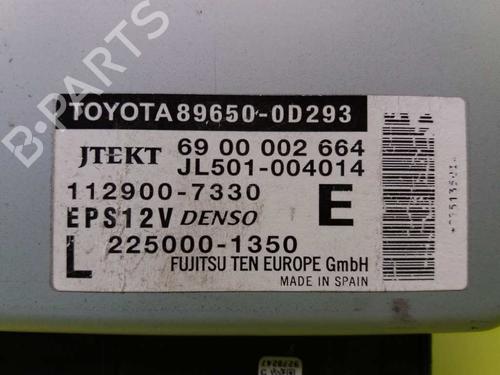 B-PARTS
TOYOTA 89650-0D293
JTEKT 69 00 002 664
JL501-004014
112900-7330 E
EPS12V DENSO
L 225000-1350
FUJITSU TEN EUROPE GmbH
MADE IN SPAIN